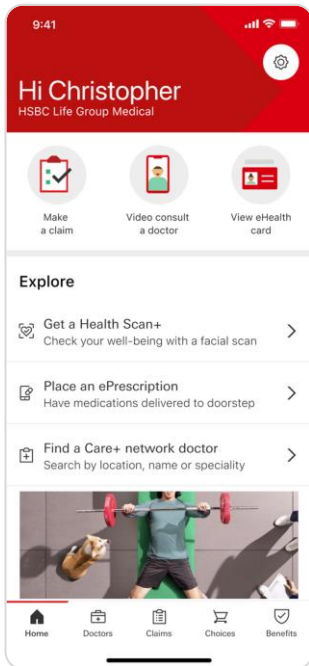 9:41
Hi Christopher
HSBC Life Group Medical
Make
a claim
Video consult
a doctor
View eHealth
card
Explore
Get a Health Scan+
Check your well-being with a facial scan
Place an ePrescription
Have medications delivered to doorstep
Find a Care+ network doctor
Search by location, name or speciality
Home
Doctors
Claims
Choices
Benefits